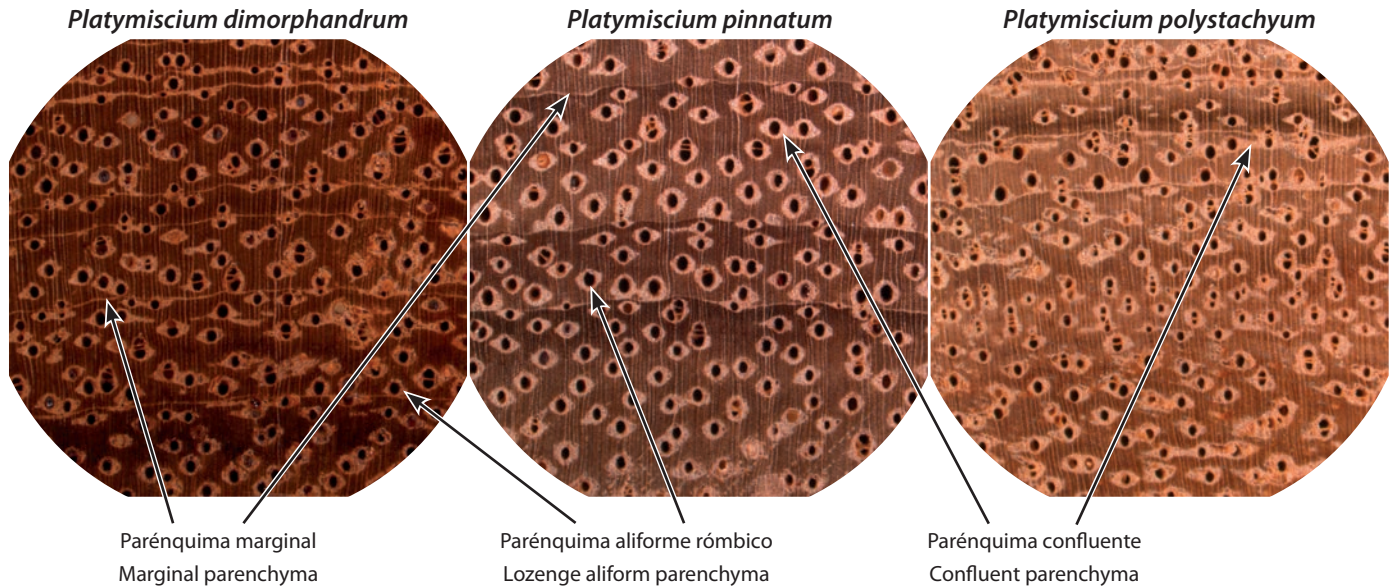 Platymiscium dimorphandrum
Platymiscium pinnatum
Platymiscium polystachyum
Parénquima marginal
Marginal parenchyma
Parénquima aliforme rómbico
Lozenge aliform parenchyma
Parénquima confluente
Confluent parenchyma